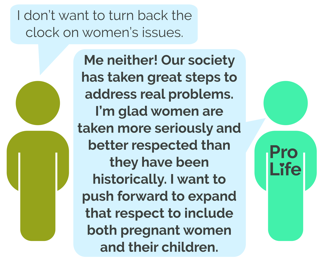 I don't want to turn back the
clock on women's issues.
Me neither! Our society
has taken great steps to
address real problems.
I'm glad women are
taken more seriously and
better respected than
they have been
historically. I want to
push forward to expand
that respect to include
both pregnant women
and their children.
Pro
Life